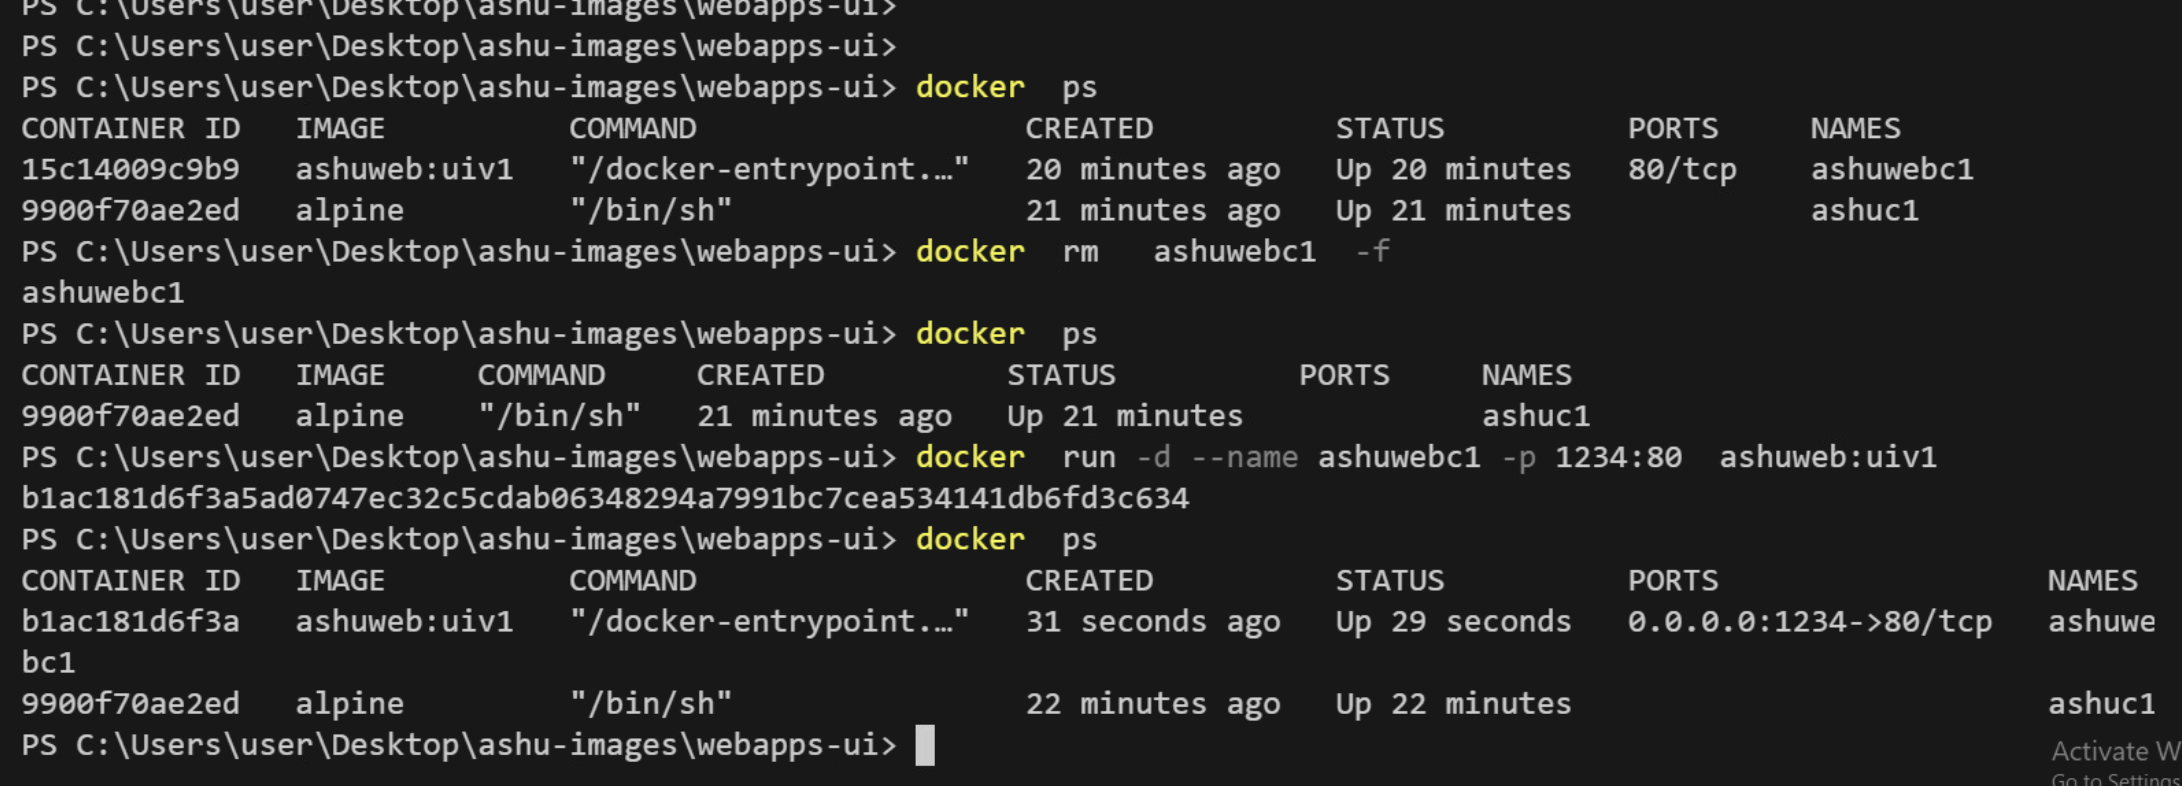 PS C:\Users\user\Desktop\ashu-images\webapps-ui>
PS C:\Users\user\Desktop\ashu-images\webapps-ui>
PS C:\Users\user\Desktop\ashu-images\webapps-ui> docker  ps
CONTAINER ID   IMAGE          COMMAND                  CREATED          STATUS          PORTS     NAMES
15c14009c9b9   ashuweb:uiv1   "/docker-entrypoint.…"   20 minutes ago   Up 20 minutes   80/tcp    ashuwebc1
9900f70ae2ed   alpine         "/bin/sh"                21 minutes ago   Up 21 minutes             ashuc1
PS C:\Users\user\Desktop\ashu-images\webapps-ui> docker  rm   ashuwebc1  -f
ashuwebc1
PS C:\Users\user\Desktop\ashu-images\webapps-ui> docker  ps
CONTAINER ID   IMAGE     COMMAND     CREATED          STATUS          PORTS     NAMES
9900f70ae2ed   alpine    "/bin/sh"   21 minutes ago   Up 21 minutes             ashuc1
PS C:\Users\user\Desktop\ashu-images\webapps-ui> docker  run -d --name ashuwebc1 -p 1234:80  ashuweb:uiv1
b1ac181d6f3a5ad0747ec32c5cdab06348294a7991bc7cea534141db6fd3c634
PS C:\Users\user\Desktop\ashu-images\webapps-ui> docker  ps
CONTAINER ID   IMAGE          COMMAND                  CREATED          STATUS          PORTS                  NAMES
b1ac181d6f3a   ashuweb:uiv1   "/docker-entrypoint.…"   31 seconds ago   Up 29 seconds   0.0.0.0:1234->80/tcp   ashuwe
bc1
9900f70ae2ed   alpine         "/bin/sh"                22 minutes ago   Up 22 minutes                          ashuc1
PS C:\Users\user\Desktop\ashu-images\webapps-ui>
Activate W
Go to Settings